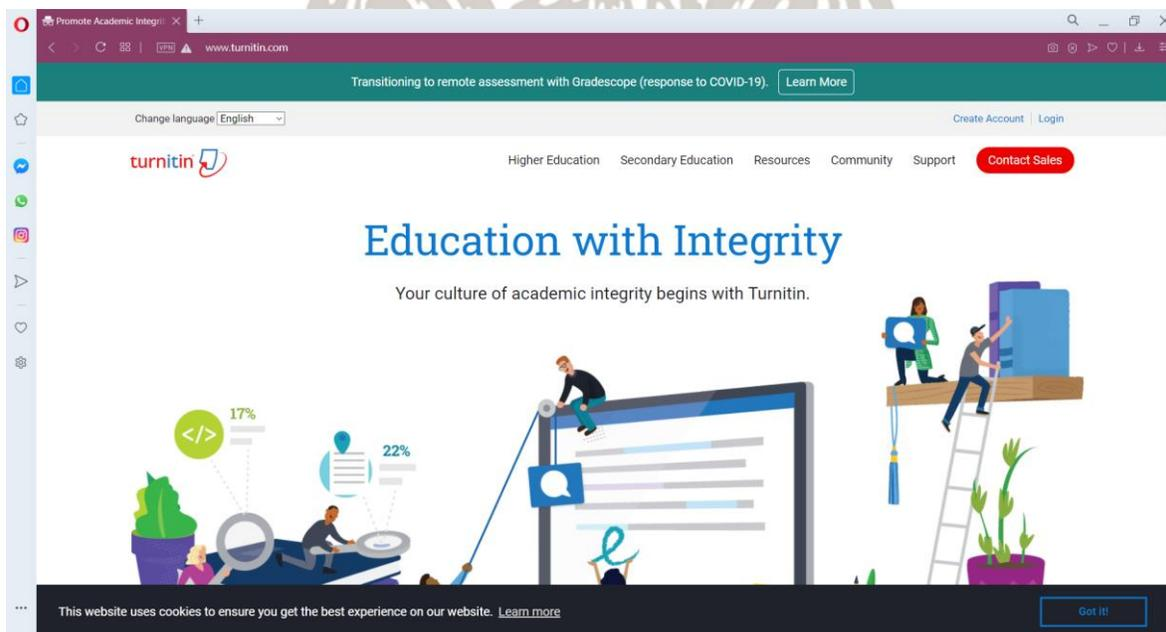 Promote Academic Integri
VPN www.turnitin.com
Transitioning to remote assessment with Gradescope (response to COVID-19). Learn More
Change language English Create Account Login
turnitin Higher Education Secondary Education Resources Community Support Contact Sales
Education with Integrity
Your culture of academic integrity begins with Turnitin.
17%
</>
22%
This website uses cookies to ensure you get the best experience on our website. Learn more Got it!